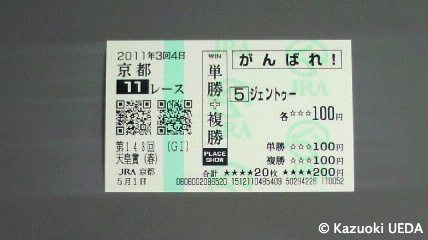 2011年3回4日
京都
11レース
第143回 (GI)
天皇賞(春)
JRA 京都
5月1日
WIN
単勝+複勝
PLACE SHOW
がんばれ!
5 ジェントゥー
各☆☆☆100円
単勝 ☆☆☆100円
複勝 ☆☆☆100円
合計 ★★★★20枚 ★★★★200円
JRA
JRA
© Kazuoki UEDA